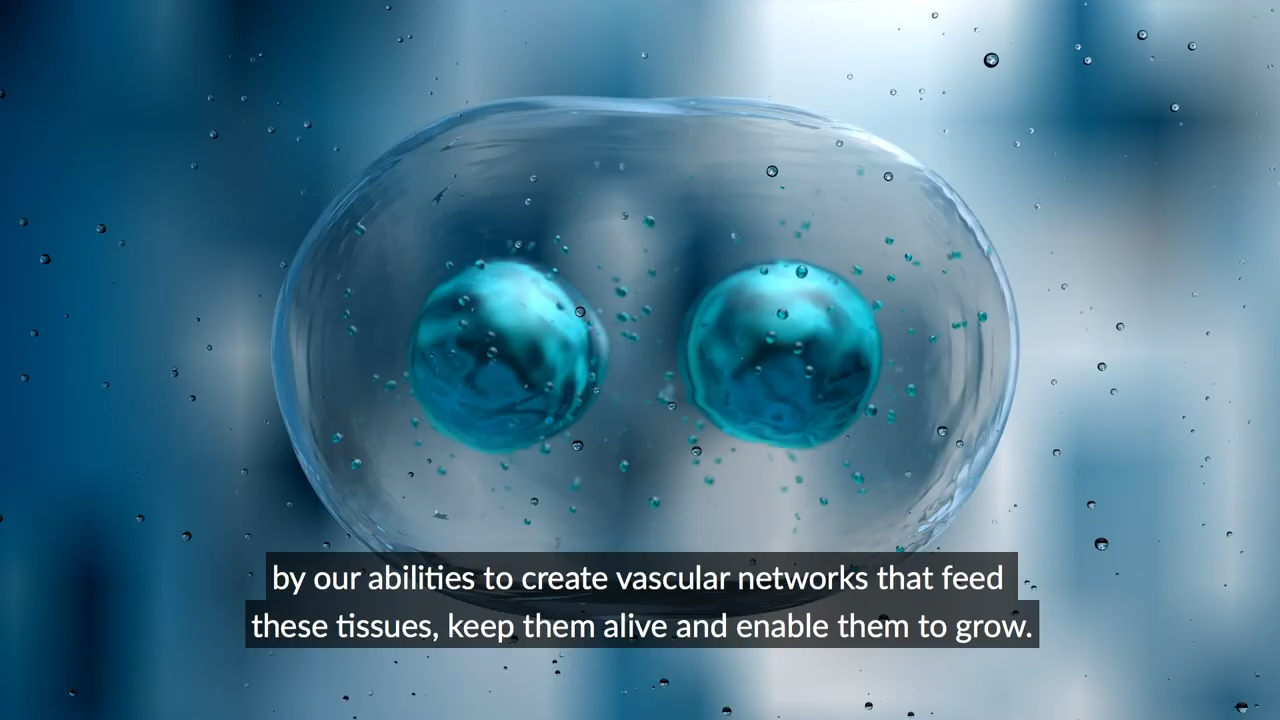 by our abilities to create vascular networks that feed
these tissues, keep them alive and enable them to grow.